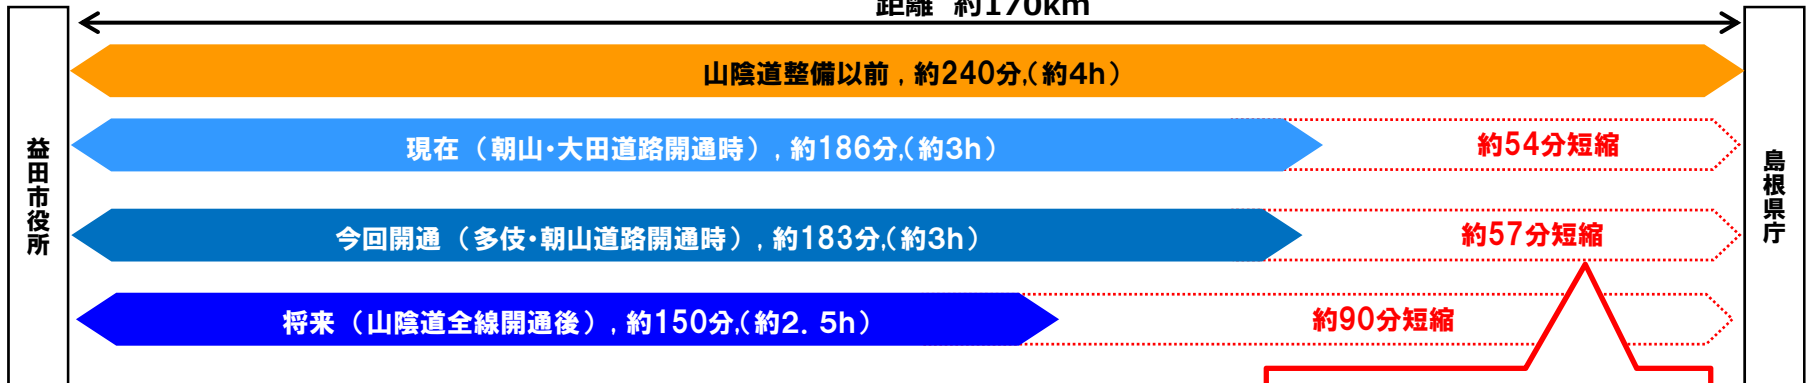 距離 約170km
山陰道整備以前,約240分,(約4h)
現在(朝山・大田道路開通時),約186分,(約3h)
約54分短縮
益田市役所
島根県庁
今回開通(多伎・朝山道路開通時),約183分,(約3h)
約57分短縮
将来(山陰道全線開通後),約150分,(約2.5h)
約90分短縮